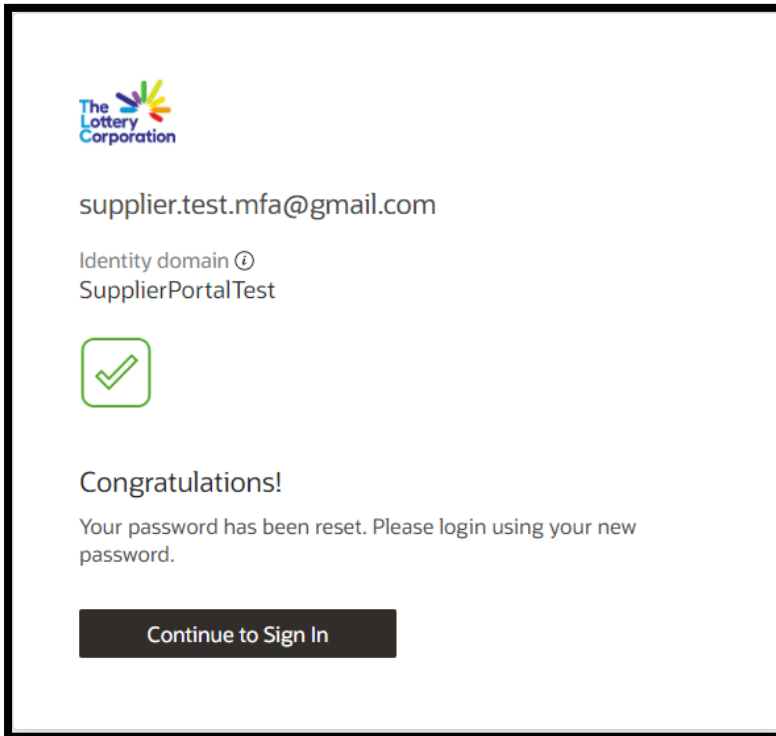 The
Lottery
Corporation
supplier.test.mfa@gmail.com
Identity domain i
SupplierPortalTest
Congratulations!
Your password has been reset. Please login using your new
password.
Continue to Sign In